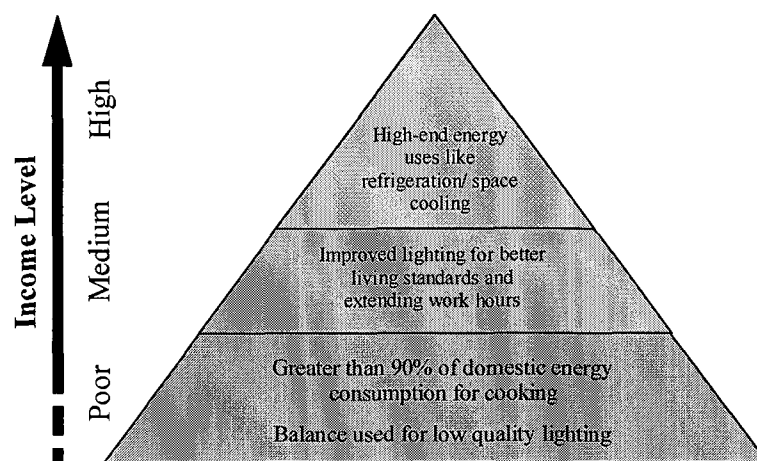 Income Level
High
Medium
Poor
High-end energy
uses like
refrigeration/ space
cooling
Improved lighting for better
living standards and
extending work hours
Greater than 90% of domestic energy
consumption for cooking
Balance used for low quality lighting